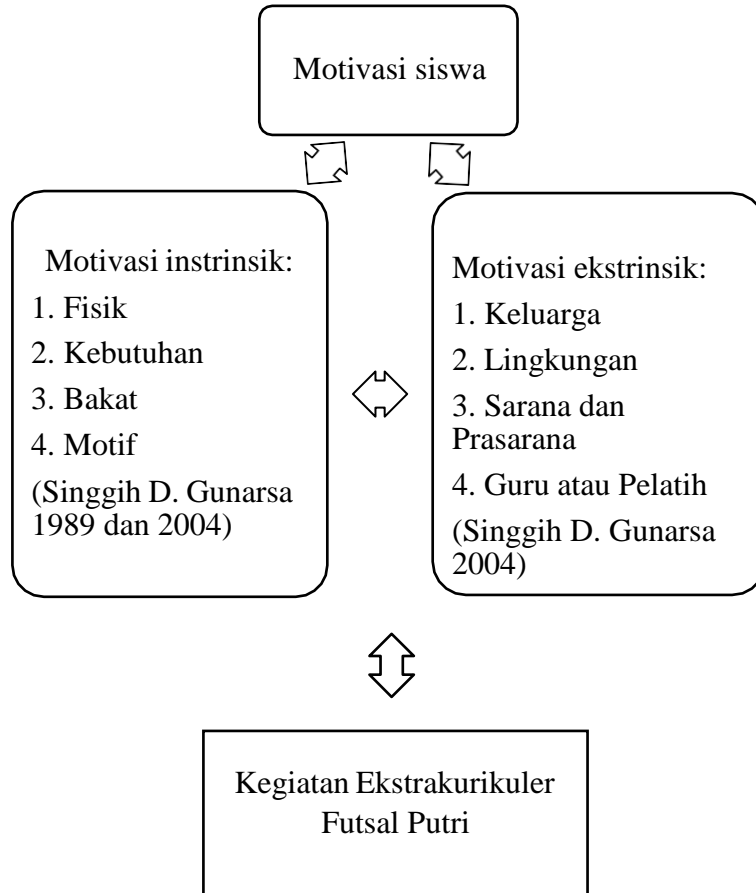 Motivasi siswa
Motivasi instrinsik:
1. Fisik
2. Kebutuhan
3. Bakat
4. Motif
(Singgih D. Gunarsa
1989 dan 2004)
Motivasi ekstrinsik:
1. Keluarga
2. Lingkungan
3. Sarana dan
Prasarana
4. Guru atau Pelatih
(Singgih D. Gunarsa
2004)
Kegiatan Ekstrakurikuler
Futsal Putri